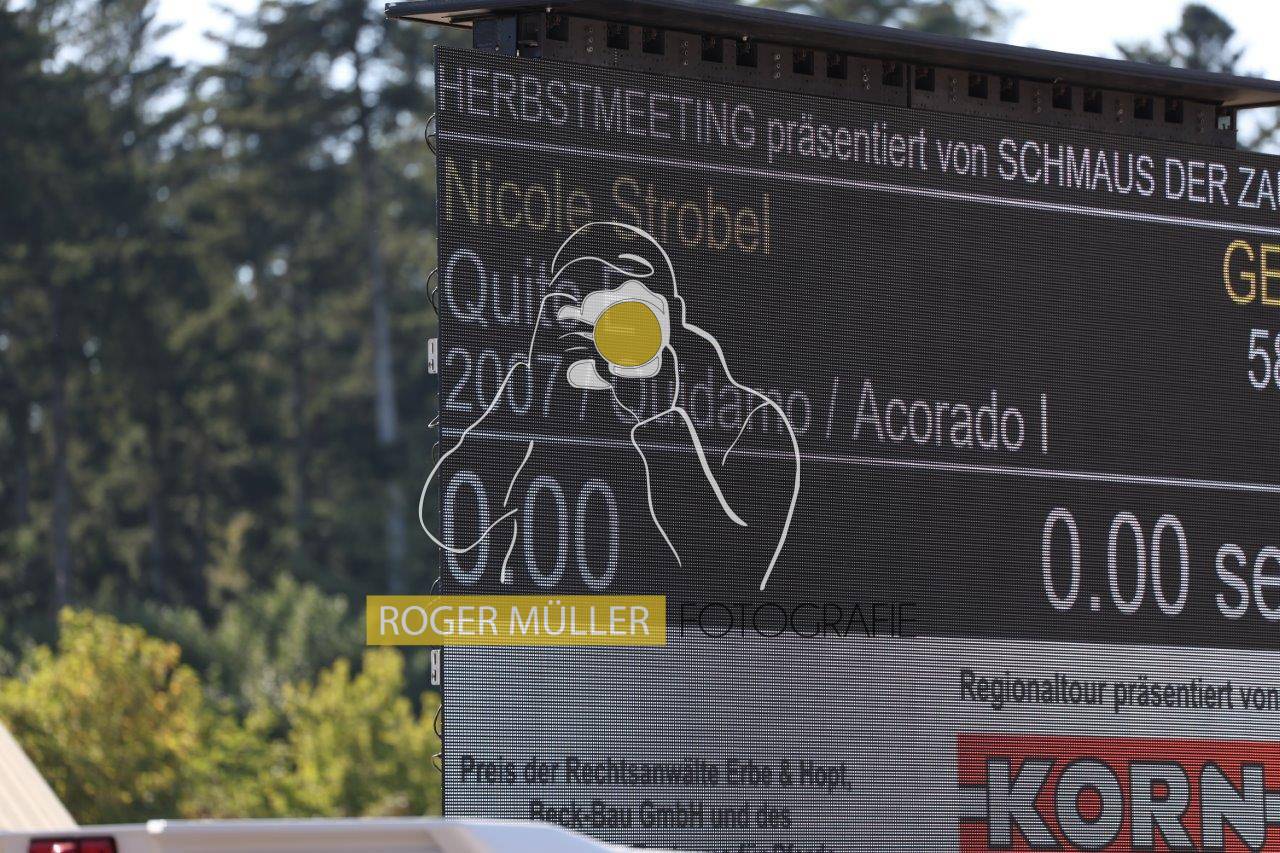 HERBSTMEETING präsentiert von SCHMAUS DER ZAU
Nicole Strobel
GE
Quite
58
2007 / / Acorado I
0.00
0.00 se
ROGER MÜLLER FOTOGRAFIE
Regionaltour präsentiert von
KORN
Preis der Rechtsanwälte Erbe & Hopt,
Beck-Bau GmbH und des